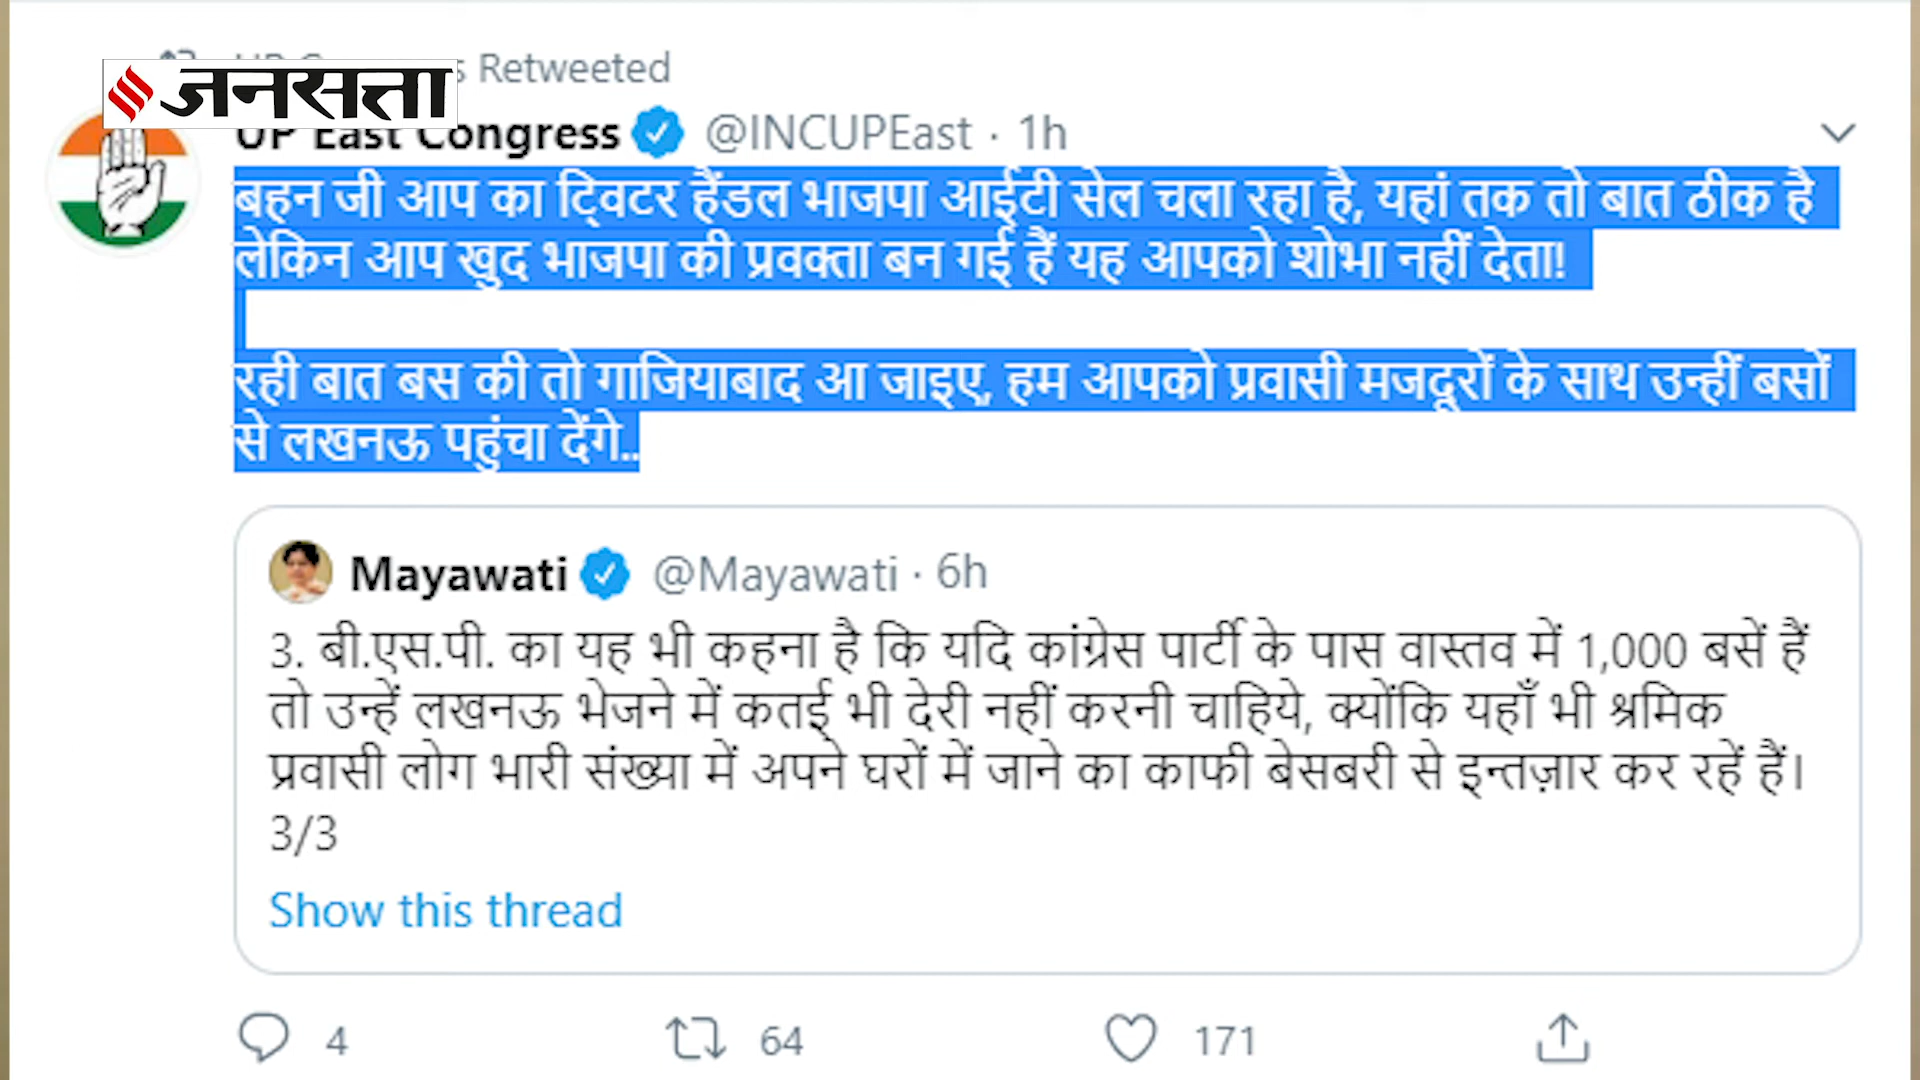 Retweeted
जनसत्ता
UP East Congress @INCUPEast · 1h
बहन जी आप का ट्विटर हैंडल भाजपा आईटी सेल चला रहा है, यहां तक तो बात ठीक है
लेकिन आप खुद भाजपा की प्रवक्ता बन गई हैं यह आपको शोभा नहीं देता!
रही बात बस की तो गाजियाबाद आ जाइए, हम आपको प्रवासी मजदूरों के साथ उन्हीं बसों
से लखनऊ पहुंचा देंगे..
Mayawati @Mayawati · 6h
3. बी.एस.पी. का यह भी कहना है कि यदि कांग्रेस पार्टी के पास वास्तव में 1,000 बसें हैं
तो उन्हें लखनऊ भेजने में कतई भी देरी नहीं करनी चाहिये, क्योंकि यहाँ भी श्रमिक
प्रवासी लोग भारी संख्या में अपने घरों में जाने का काफी बेसबरी से इन्तज़ार कर रहें हैं।
3/3
Show this thread
4 64 171